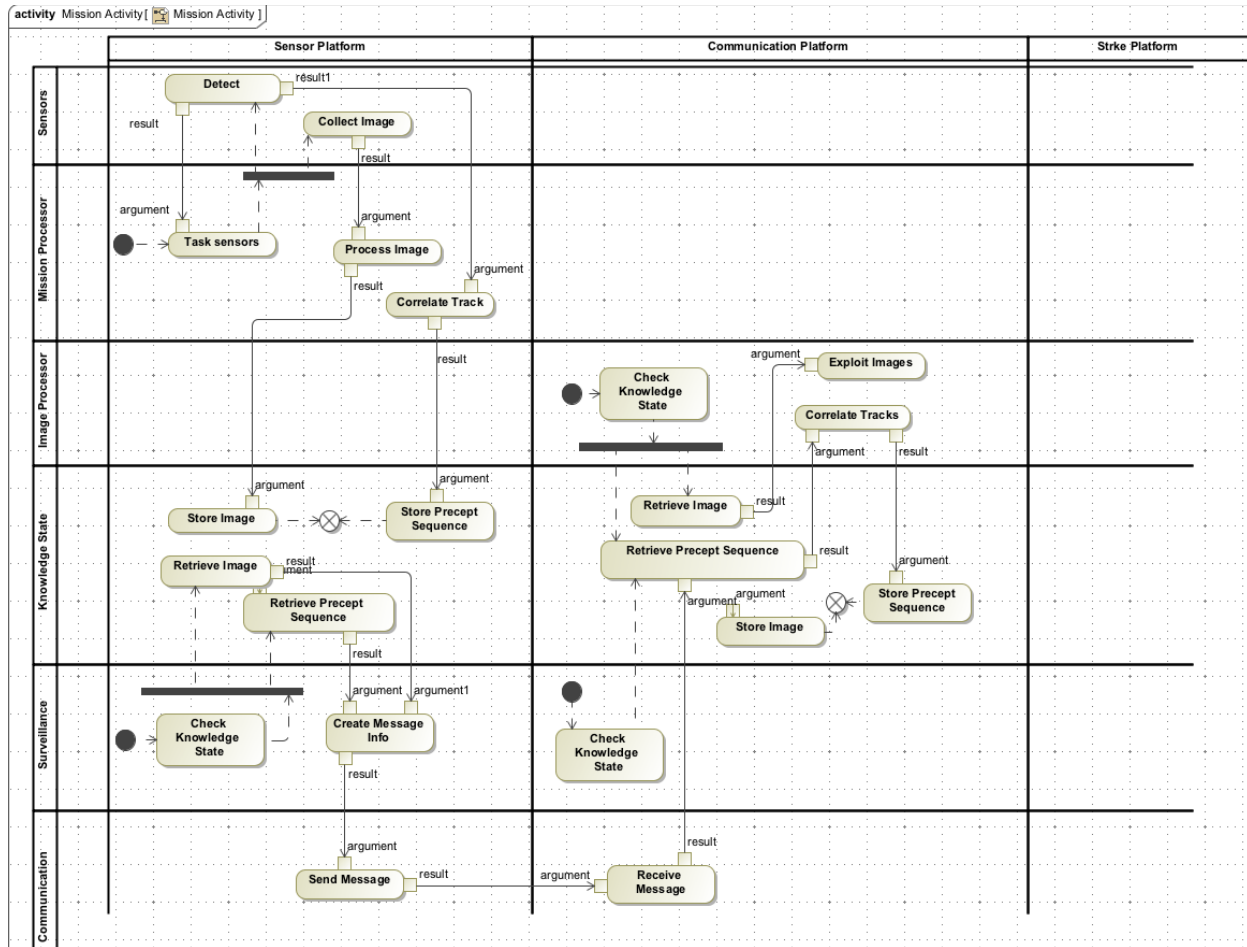 activity Mission Activity[ Mission Activity ]
Sensor Platform
Communication Platform
Strke Platform
Sensors
Detect
result1
result
Collect Image
result
Mission Processor
argument
Task sensors
argument
Process Image
result
argument
Correlate Track
result
Image Processor
Check
Knowledge
State
argument
Exploit Images
Correlate Tracks
argument
result
Knowledge State
argument
Store Image
argument
Store Precept
Sequence
Retrieve Image
result
ment
Retrieve Precept
Sequence
result
Retrieve Image
result
Retrieve Precept Sequence
result
argument
argument
Store Image
argument
Store Precept
Sequence
Surveillance
argument
argument1
Check
Knowledge
State
Create Message
Info
result
Check
Knowledge
State
Communication
argument
Send Message
result
argument
result
Receive
Message